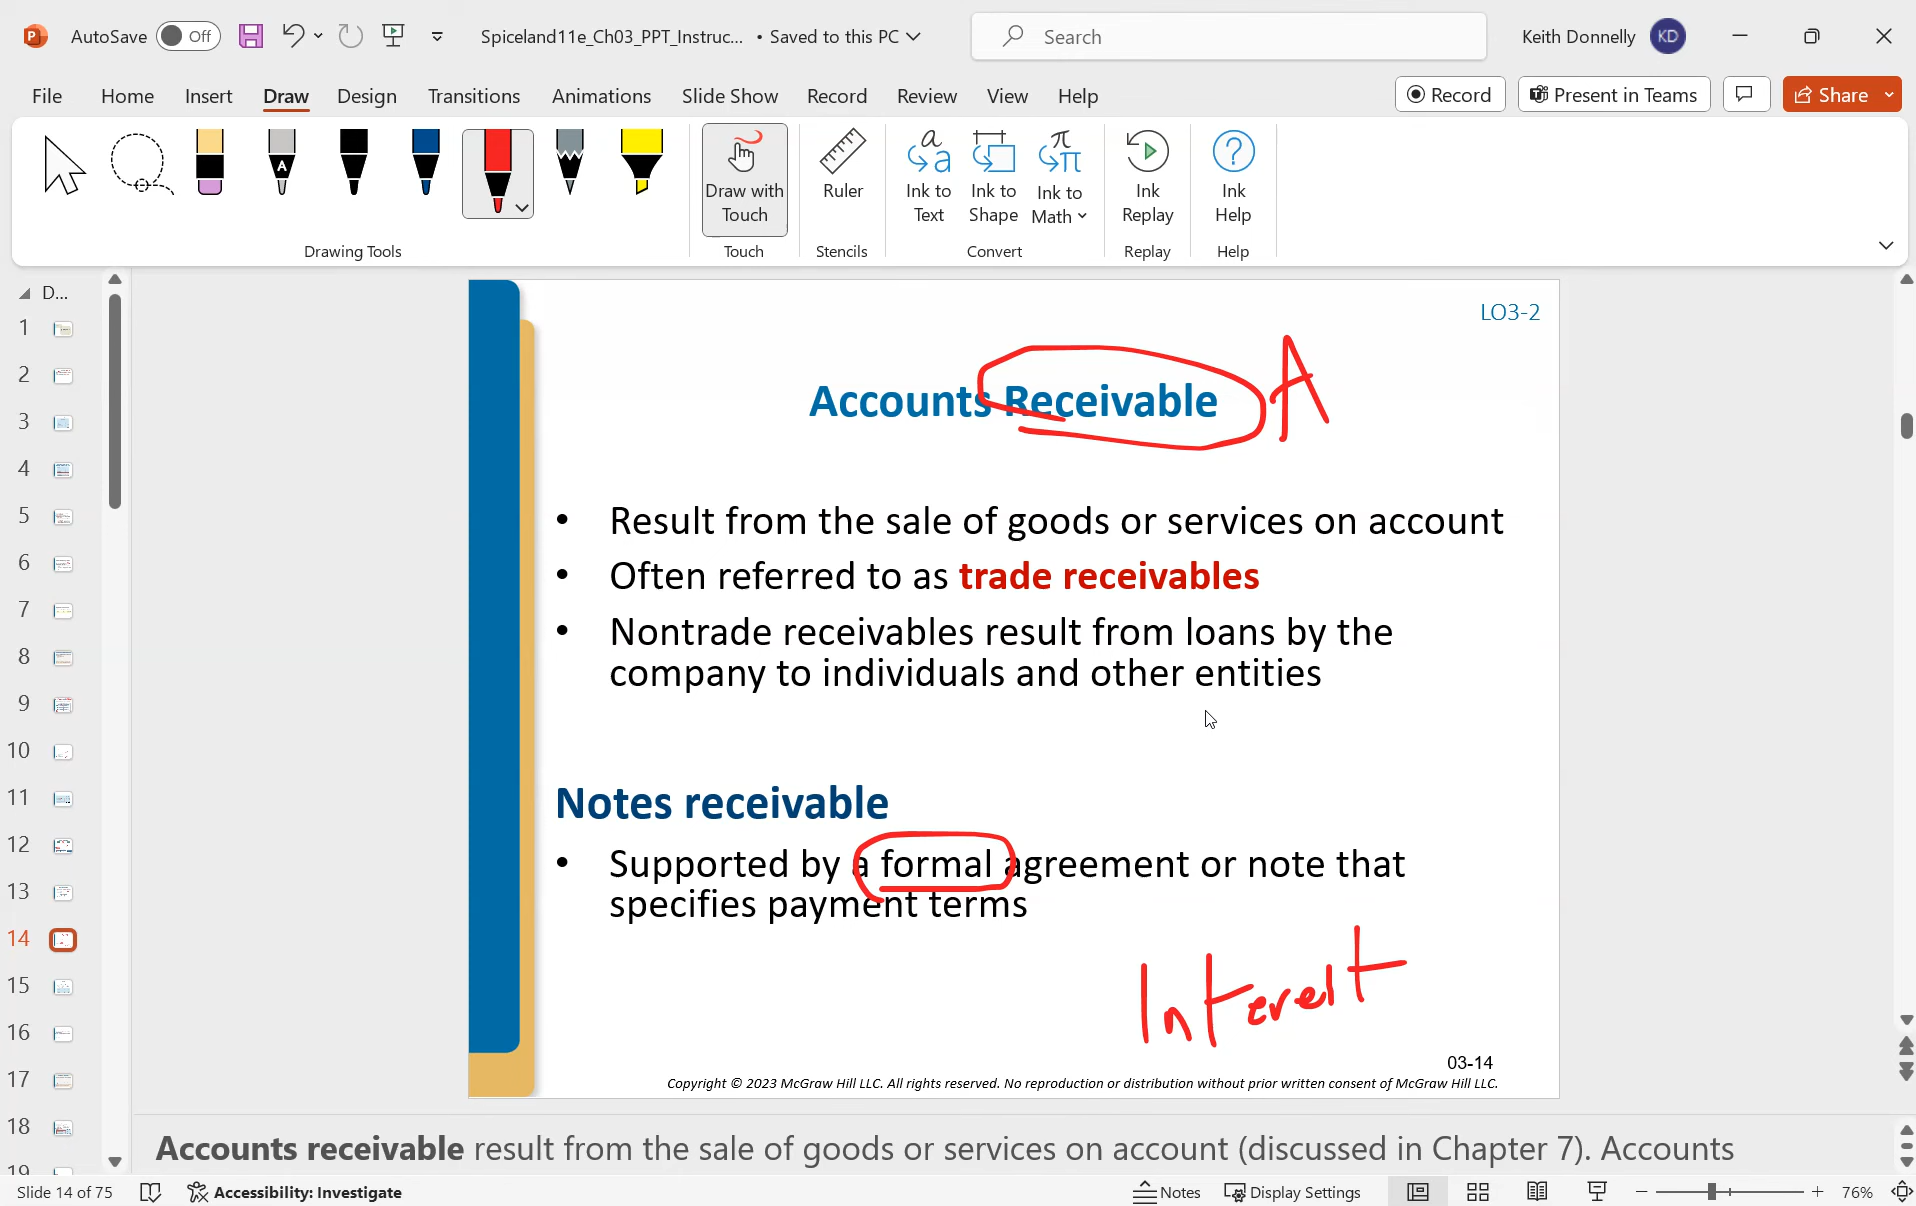 AutoSave Off Spiceland11e_Ch03_PPT_Instruc... • Saved to this PC Search Keith Donnelly KD
File Home Insert Draw Design Transitions Animations Slide Show Record Review View Help Record Present in Teams Share
Draw with Touch
Ruler
Ink to Text
Ink to Shape
Ink to Math
Ink Replay
Ink Help
Drawing Tools Touch Stencils Convert Replay Help
D...
1
2
3
4
5
6
7
8
9
10
11
12
13
14
15
16
17
18
19
LO3-2
Accounts Receivable A
• Result from the sale of goods or services on account
• Often referred to as trade receivables
• Nontrade receivables result from loans by the
company to individuals and other entities
Notes receivable
• Supported by a formal agreement or note that
specifies payment terms
Interest
03-14
Copyright © 2023 McGraw Hill LLC. All rights reserved. No reproduction or distribution without prior written consent of McGraw Hill LLC.
Accounts receivable result from the sale of goods or services on account (discussed in Chapter 7). Accounts
Slide 14 of 75 Accessibility: Investigate Notes Display Settings 76%